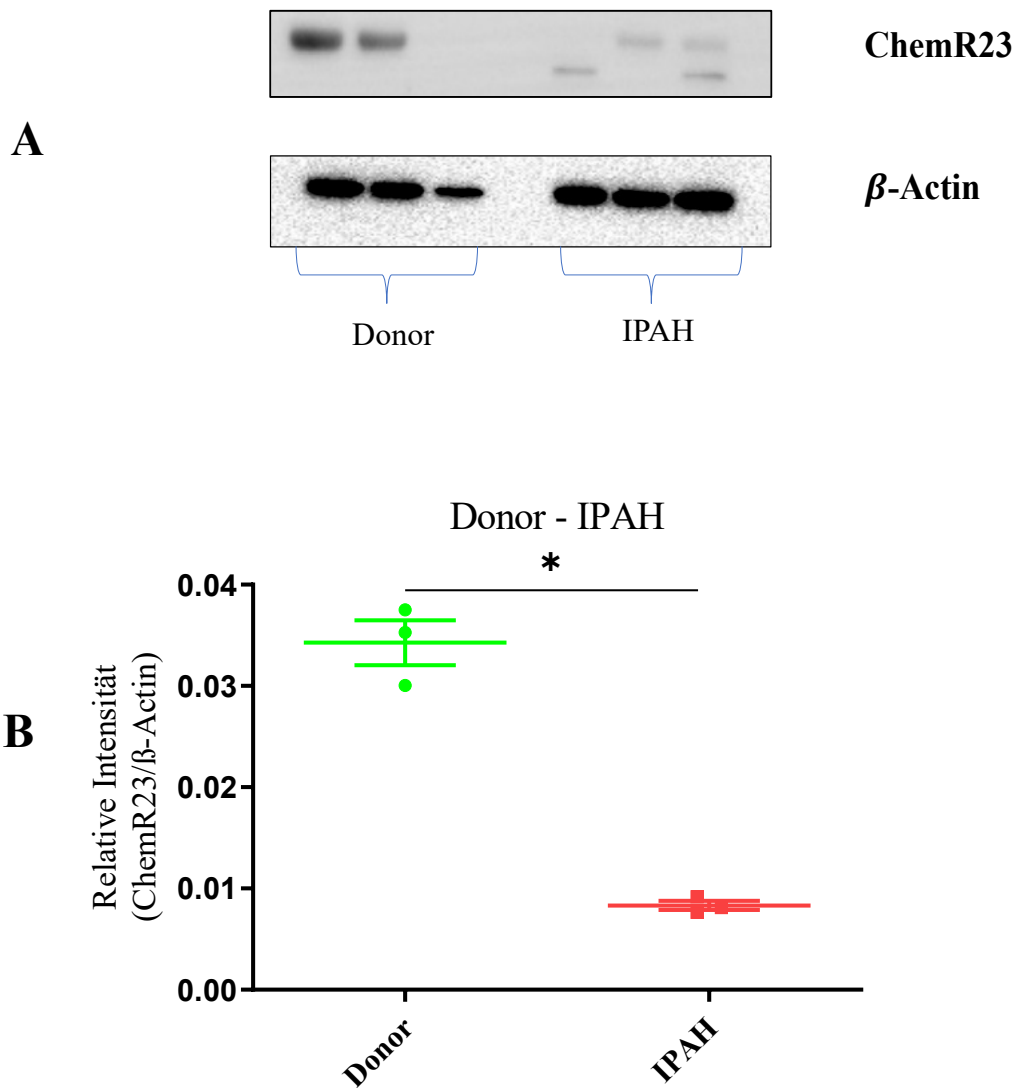 ChemR23
A
β-Actin
Donor
IPAH
Donor - IPAH
*
B
Relative Intensität
(ChemR23/ß-Actin)
0.04
0.03
0.02
0.01
0.00
Donor
IPAH